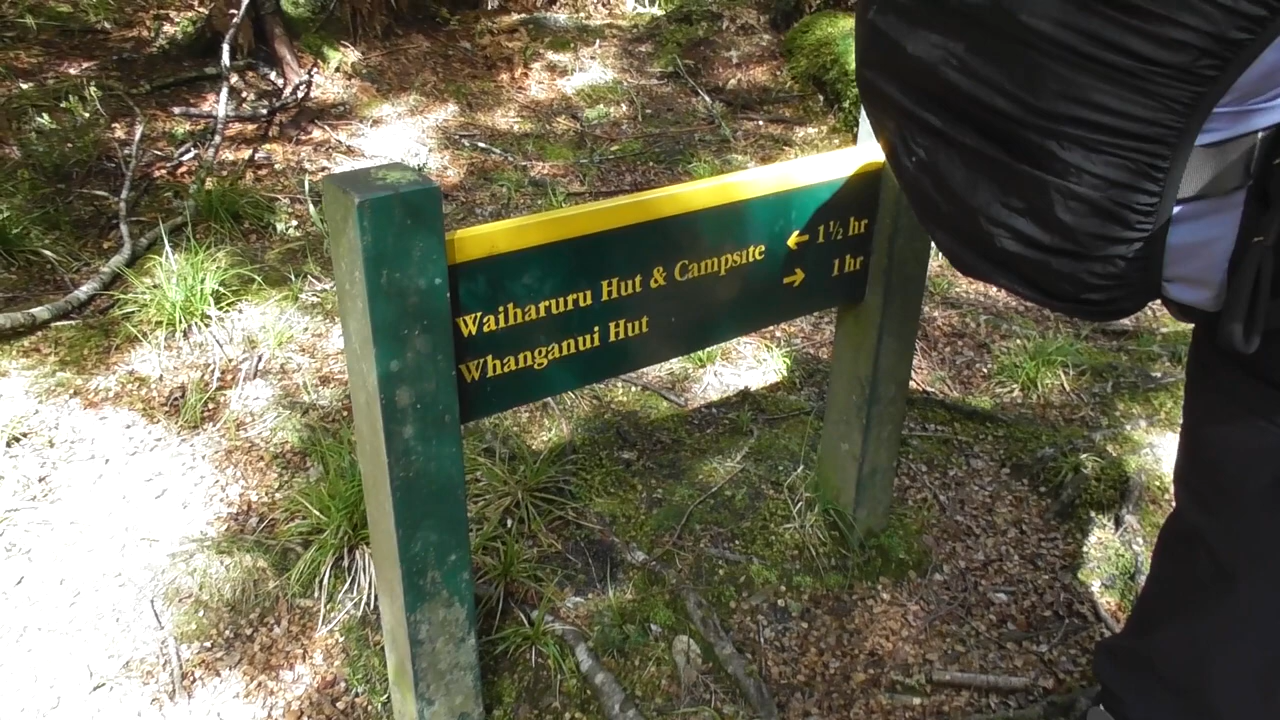 Waiharuru Hut & Campsite ← 1½ hr
Whanganui Hut → 1 hr